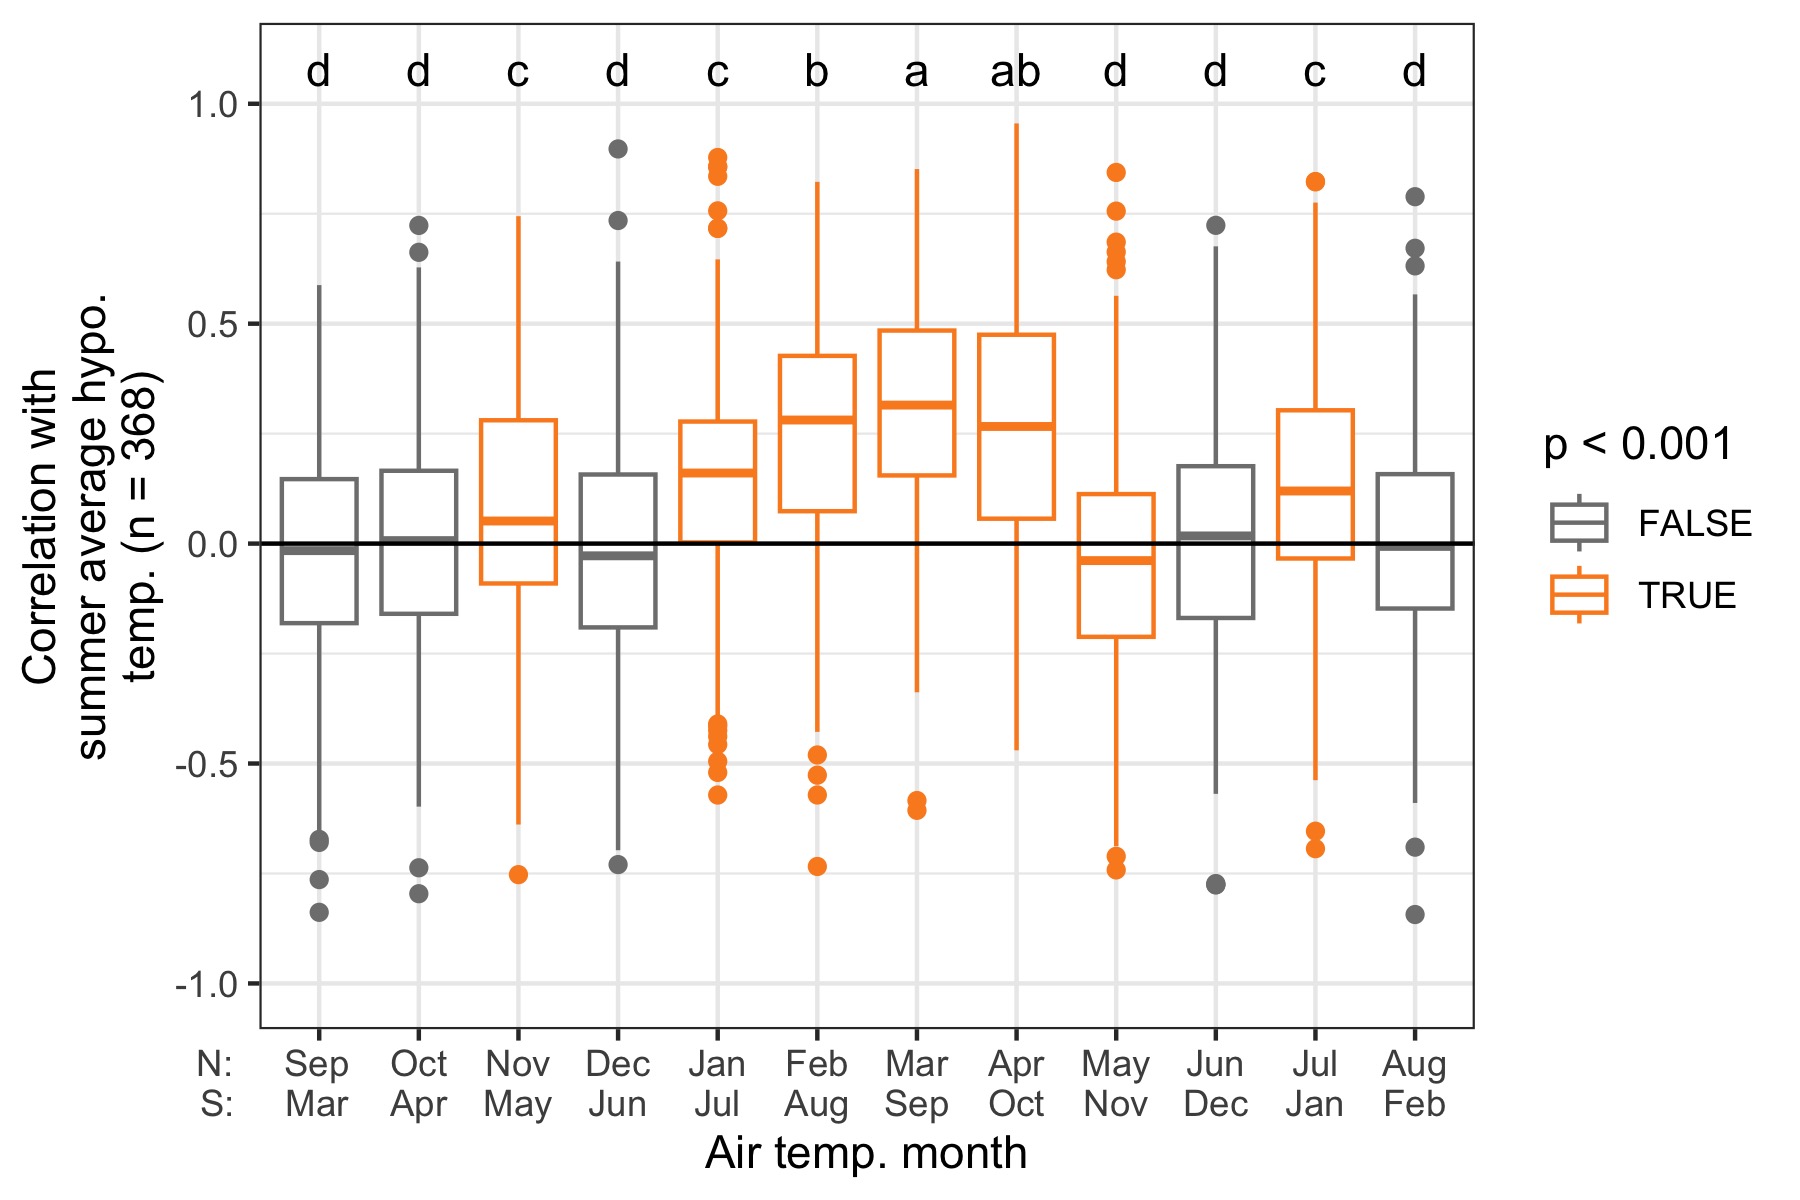 d d c d c b a ab d d c d
1.0
0.5
0.0
-0.5
-1.0
Correlation with
summer average hypo.
temp. (n = 368)
N: Sep Oct Nov Dec Jan Feb Mar Apr May Jun Jul Aug
S: Mar Apr May Jun Jul Aug Sep Oct Nov Dec Jan Feb
Air temp. month
p < 0.001
FALSE
TRUE